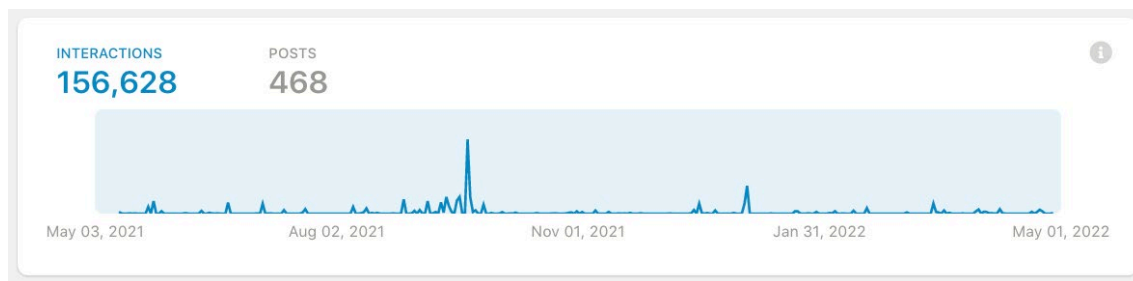 INTERACTIONS POSTS
156,628 468
May 03, 2021 Aug 02, 2021 Nov 01, 2021 Jan 31, 2022 May 01, 2022